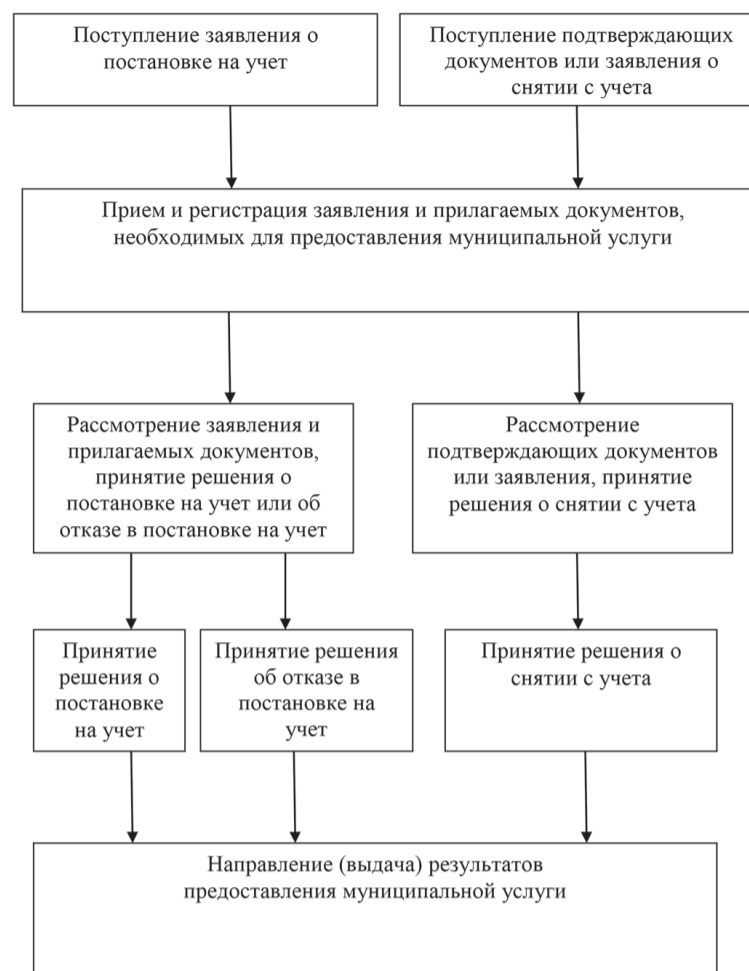 Поступление заявления о
постановке на учет
Поступление подтверждающих
документов или заявления о
снятии с учета
Прием и регистрация заявления и прилагаемых документов,
необходимых для предоставления муниципальной услуги
Рассмотрение заявления и
прилагаемых документов,
принятие решения о
постановке на учет или об
отказе в постановке на учет
Рассмотрение
подтверждающих документов
или заявления, принятие
решения о снятии с учета
Принятие
решения о
постановке
на учет
Принятие решения
об отказе в
постановке на
учет
Принятие решения о
снятии с учета
Направление (выдача) результатов
предоставления муниципальной услуги